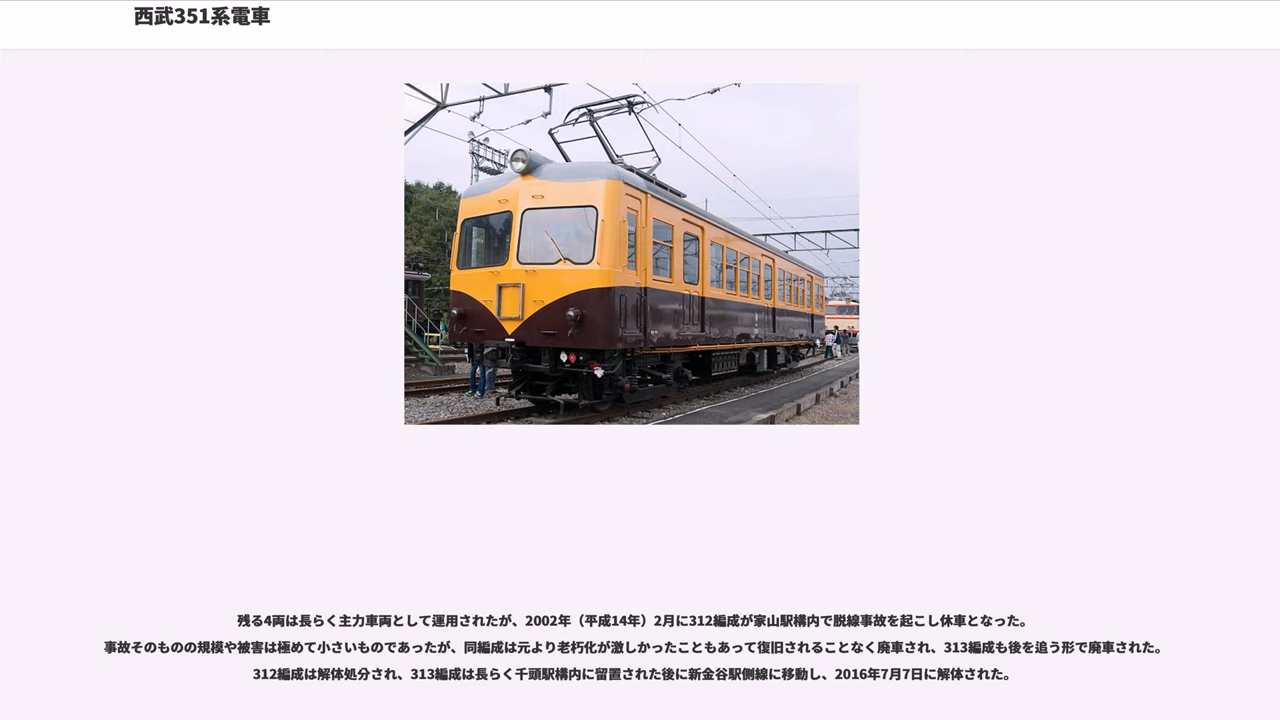 西武351系電車
残る4両は長らく主力車両として運用されたが、2002年（平成14年）2月に312編成が家山駅構内で脱線事故を起こし休車となった。
事故そのものの規模や被害は極めて小さいものであったが、同編成は元より老朽化が激しかったこともあって復旧されることなく廃車され、313編成も後を追う形で廃車された。
312編成は解体処分され、313編成は長らく千頭駅構内に留置された後に新金谷駅側線に移動し、2016年7月7日に解体された。